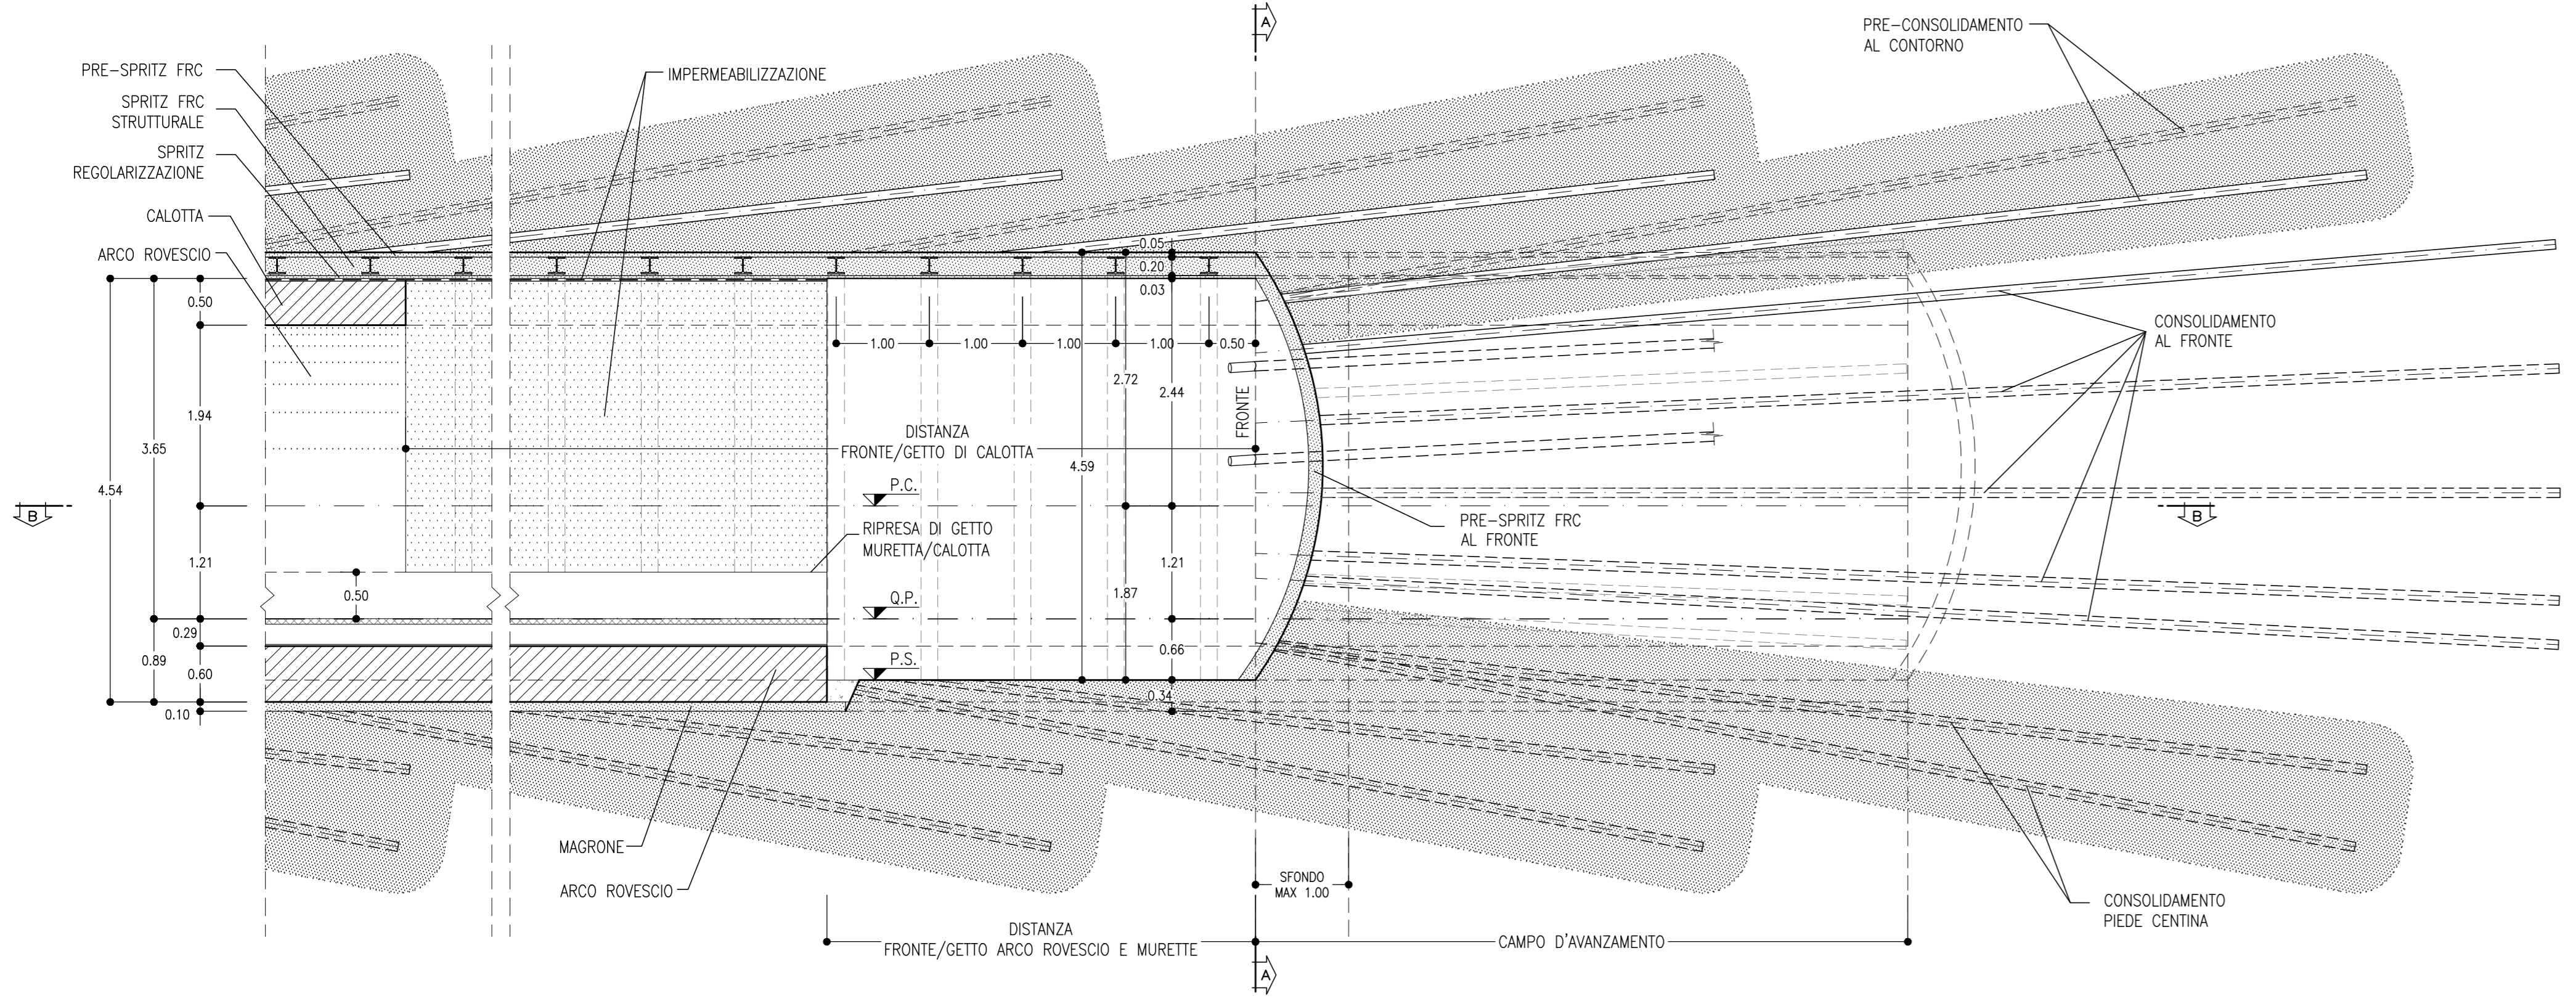 A
PRE-CONSOLIDAMENTO
AL CONTORNO
PRE-SPRITZ FRC
IMPERMEABILIZZAZIONE
SPRITZ FRC
STRUTTURALE
SPRITZ
REGOLARIZZAZIONE
CALOTTA
ARCO ROVESCIO
0.05
0.20
0.03
0.50
1.00
1.00
1.00
1.00
0.50
CONSOLIDAMENTO
AL FRONTE
2.72
2.44
1.94
FRONTE
DISTANZA
FRONTE/GETTO DI CALOTTA
3.65
4.59
4.54
P.C.
B
B
PRE-SPRITZ FRC
AL FRONTE
RIPRESA DI GETTO
MURETTA/CALOTTA
1.21
1.21
0.50
1.87
Q.P.
0.29
0.66
0.89
P.S.
0.60
0.34
0.10
MAGRONE
ARCO ROVESCIO
SFONDO
MAX 1.00
CONSOLIDAMENTO
PIEDE CENTINA
DISTANZA
FRONTE/GETTO ARCO ROVESCIO E MURETTE
CAMPO D'AVANZAMENTO
A